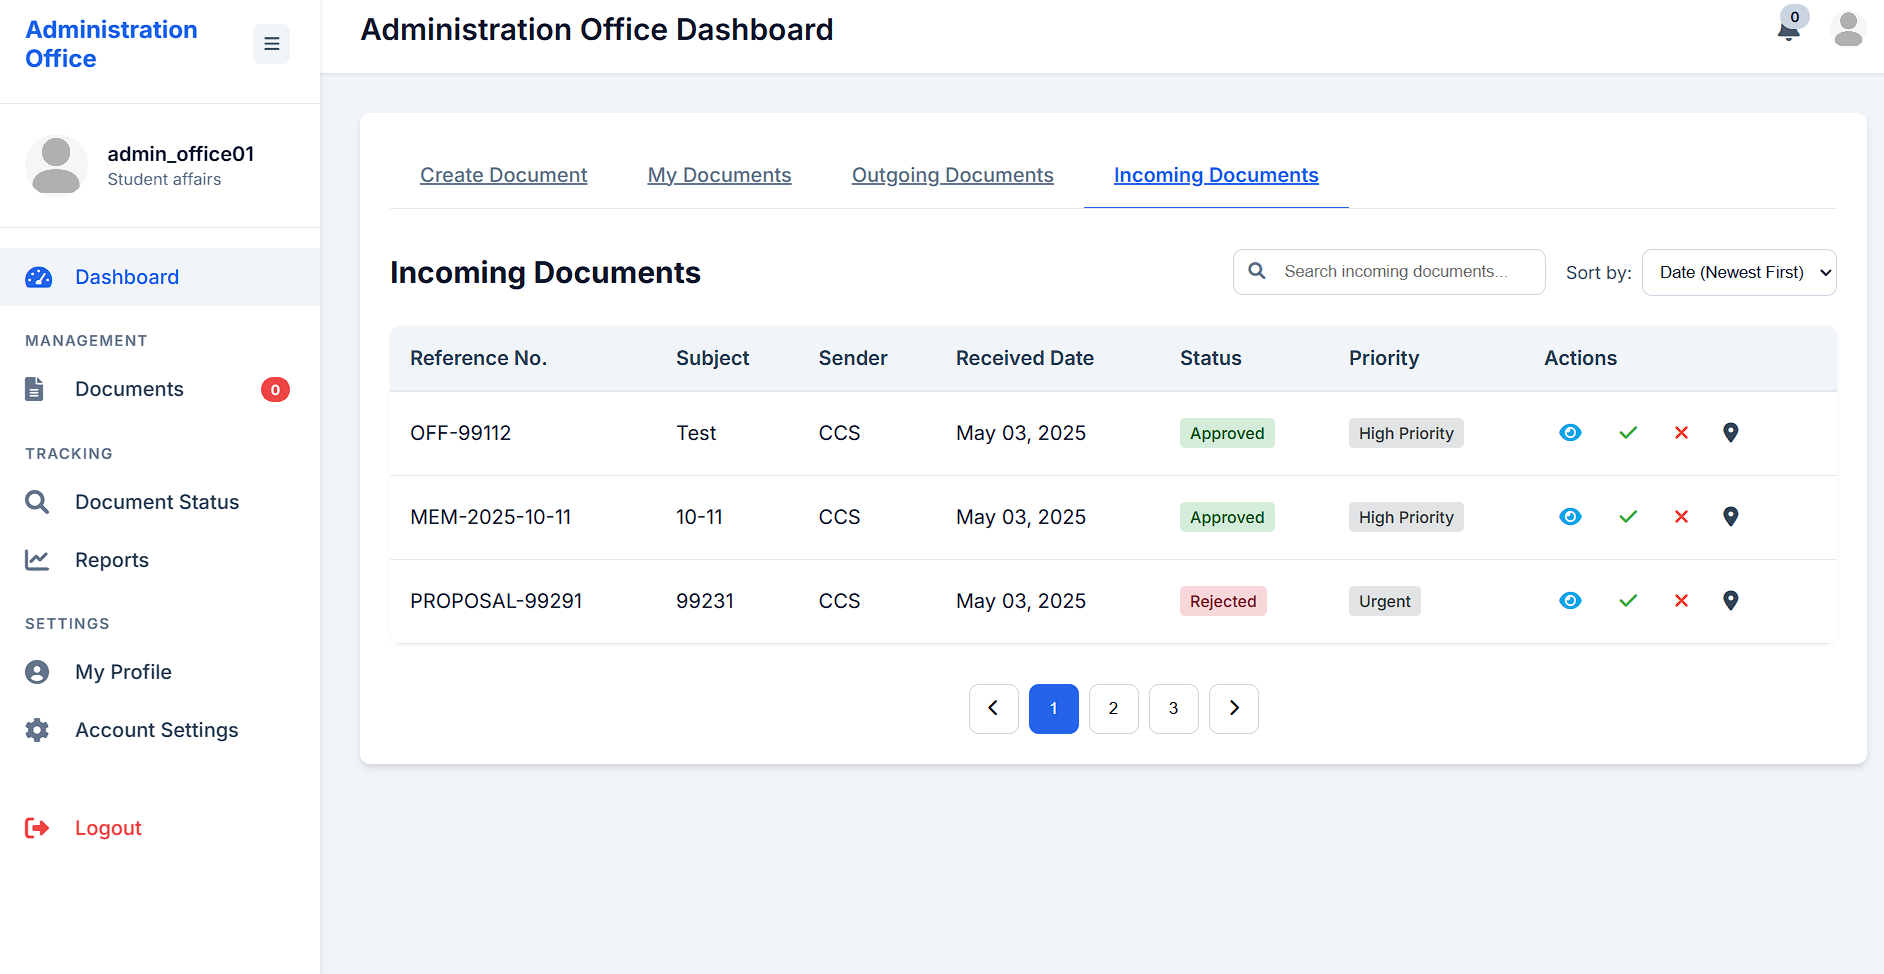 Administration
Office
Administration Office Dashboard
0
admin_office01
Student affairs
Dashboard
MANAGEMENT
Documents
0
TRACKING
Document Status
Reports
SETTINGS
My Profile
Account Settings
Logout
Create Document
My Documents
Outgoing Documents
Incoming Documents
Incoming Documents
Search incoming documents...
Sort by:
Date (Newest First)
Reference No. Subject Sender Received Date Status Priority Actions
OFF-99112 Test CCS May 03, 2025 Approved High Priority
MEM-2025-10-11 10-11 CCS May 03, 2025 Approved High Priority
PROPOSAL-99291 99231 CCS May 03, 2025 Rejected Urgent
1 2 3